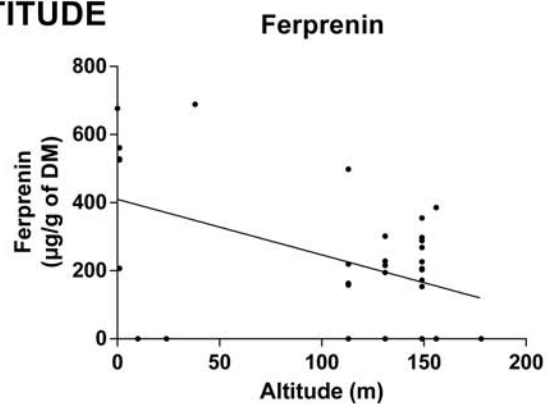 TITUDE
Ferprenin
800
600
400
200
0
Ferprenin
(µg/g of DM)
0 50 100 150 200
Altitude (m)